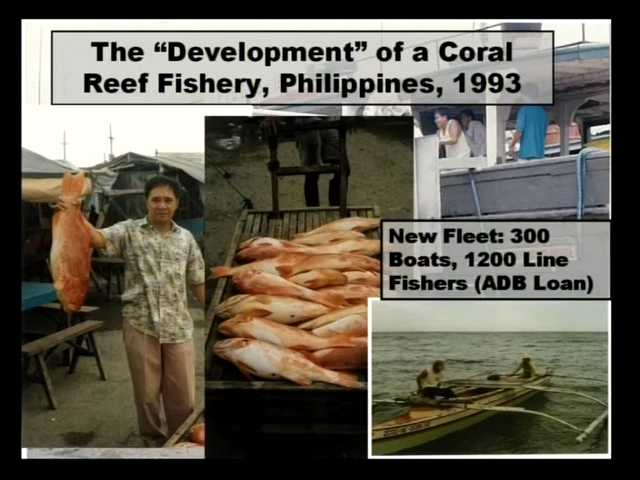 The “Development” of a Coral
Reef Fishery, Philippines, 1993
New Fleet: 300
Boats, 1200 Line
Fishers (ADB Loan)